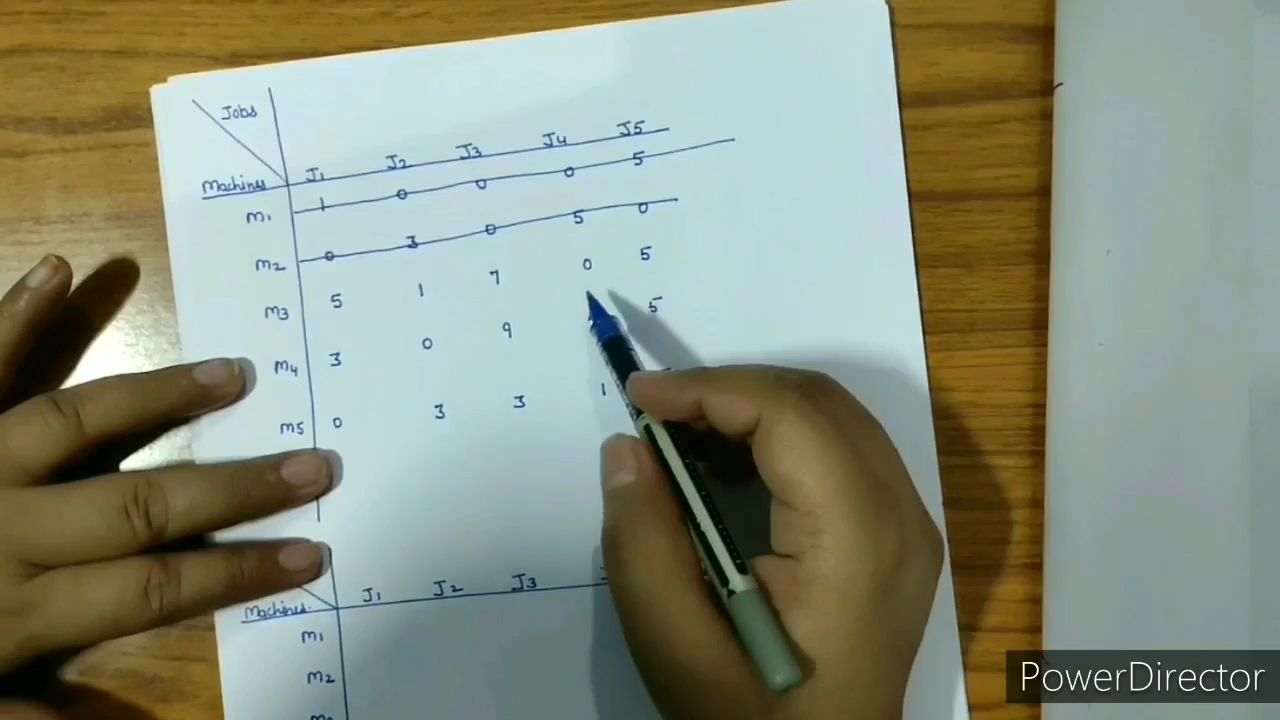 Jobs
J1 J2 J3 J4 J5
Machines
M1 1 0 0 0 5
M2 0 3 0 5 0
M3 5 1 7 0 5
M4 3 0 9 5
M5 0 3 3 1
J1 J2 J3
Machines
M1
M2
PowerDirector